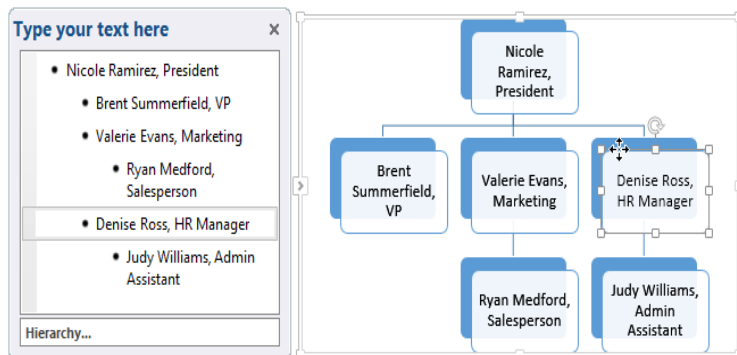 Type your text here
Nicole Ramirez, President
Brent Summerfield, VP
Valerie Evans, Marketing
Ryan Medford,
Salesperson
Denise Ross, HR Manager
Judy Williams, Admin
Assistant
Hierarchy...
Nicole
Ramirez,
President
Brent
Summerfield,
VP
Valerie Evans,
Marketing
Denise Ross,
HR Manager
Ryan Medford,
Salesperson
Judy Williams,
Admin
Assistant